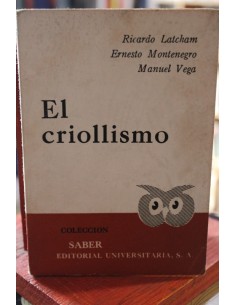 Ricardo Latcham
Ernesto Montenegro
Manuel Vega
El
criollismo
COLECCION
SABER
EDITORIAL UNIVERSITARIA, S. A.